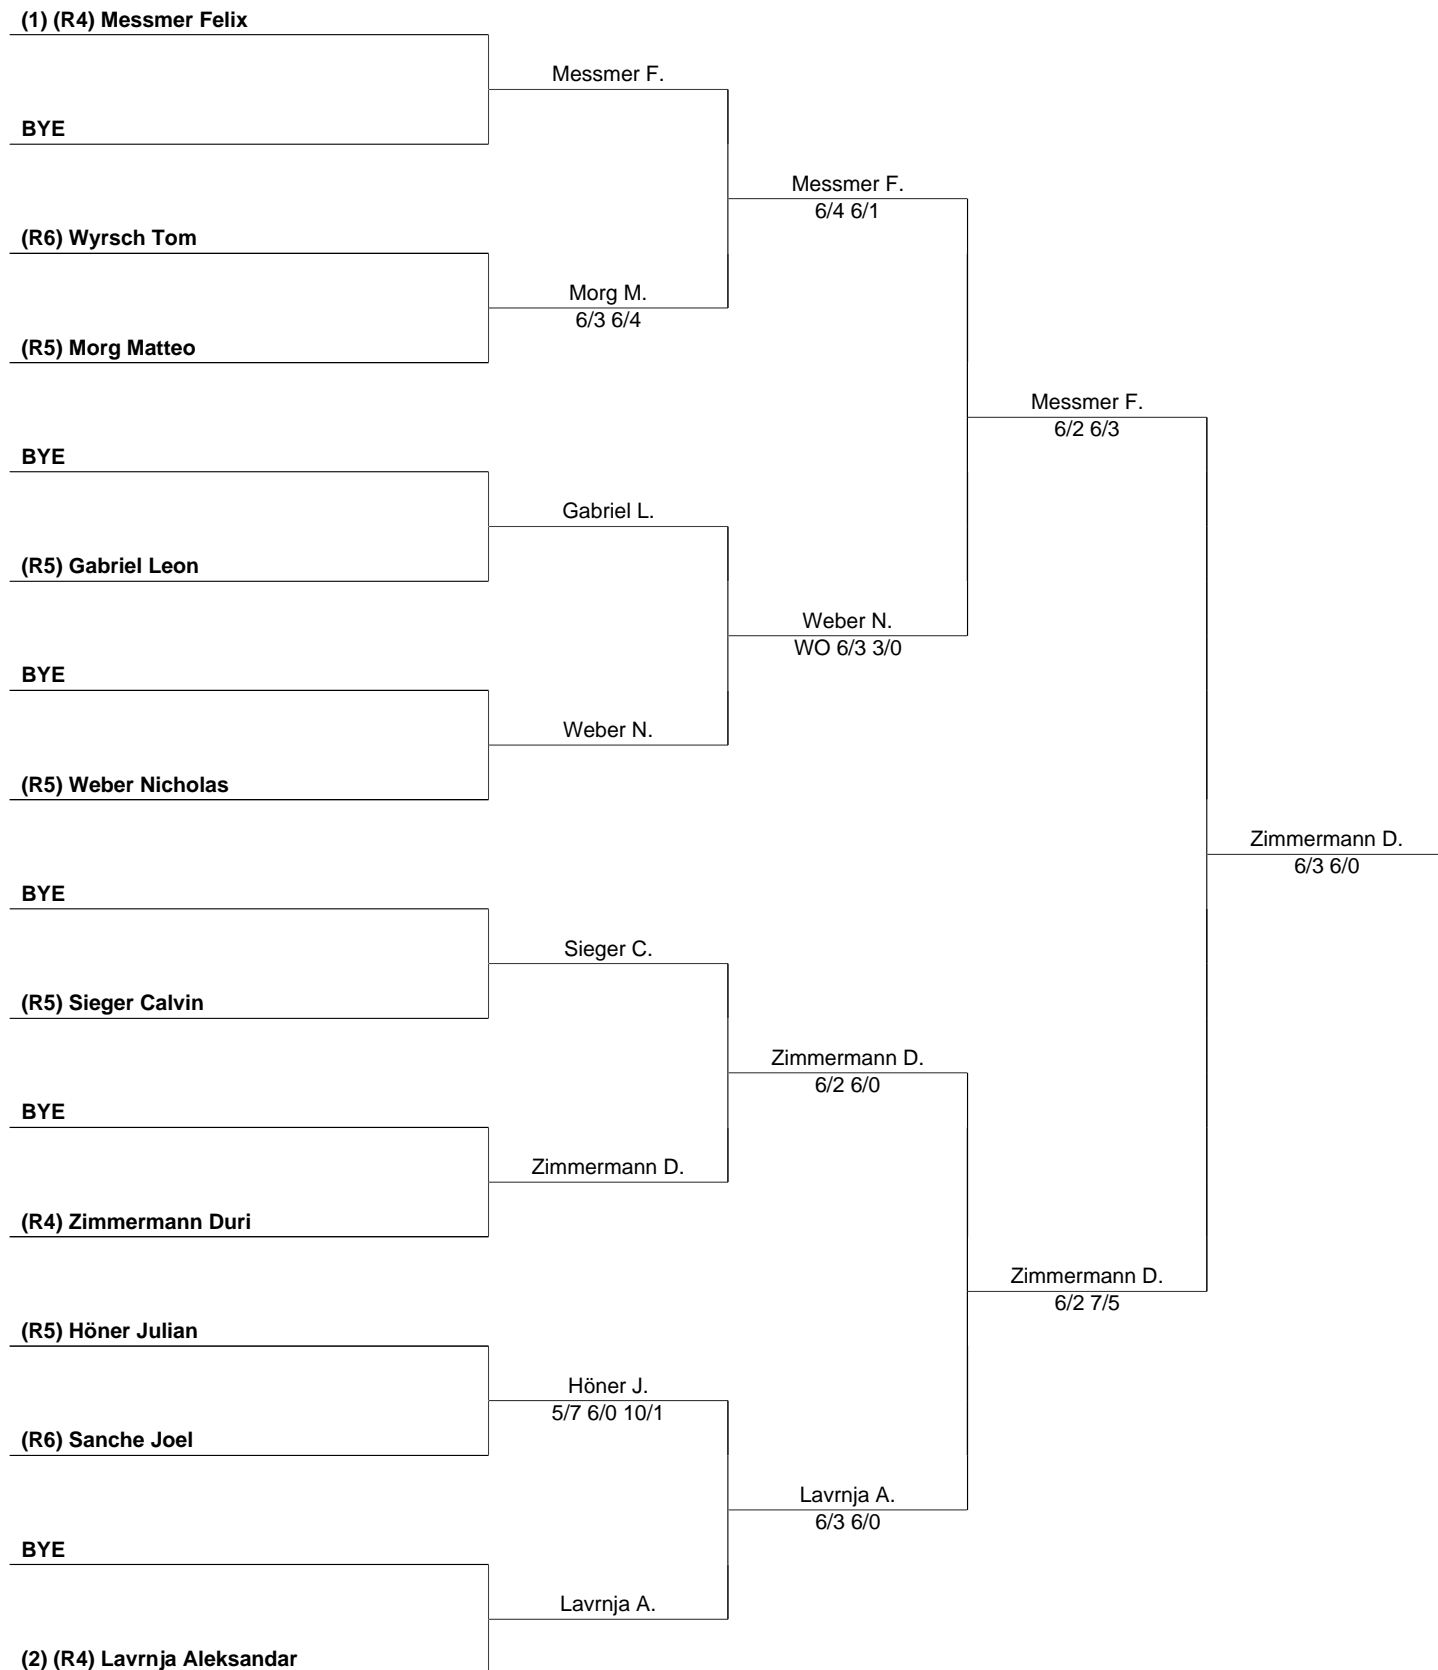 (1) (R4) Messmer Felix
Messmer F.
BYE
Messmer F.
6/4 6/1
(R6) Wyrsch Tom
Morg M.
6/3 6/4
(R5) Morg Matteo
Messmer F.
6/2 6/3
BYE
Gabriel L.
(R5) Gabriel Leon
Weber N.
WO 6/3 3/0
BYE
Weber N.
(R5) Weber Nicholas
Zimmermann D.
6/3 6/0
BYE
Sieger C.
(R5) Sieger Calvin
Zimmermann D.
6/2 6/0
BYE
Zimmermann D.
(R4) Zimmermann Duri
Zimmermann D.
6/2 7/5
(R5) Höner Julian
Höner J.
5/7 6/0 10/1
(R6) Sanche Joel
Lavrnja A.
6/3 6/0
BYE
Lavrnja A.
(2) (R4) Lavrnja Aleksandar